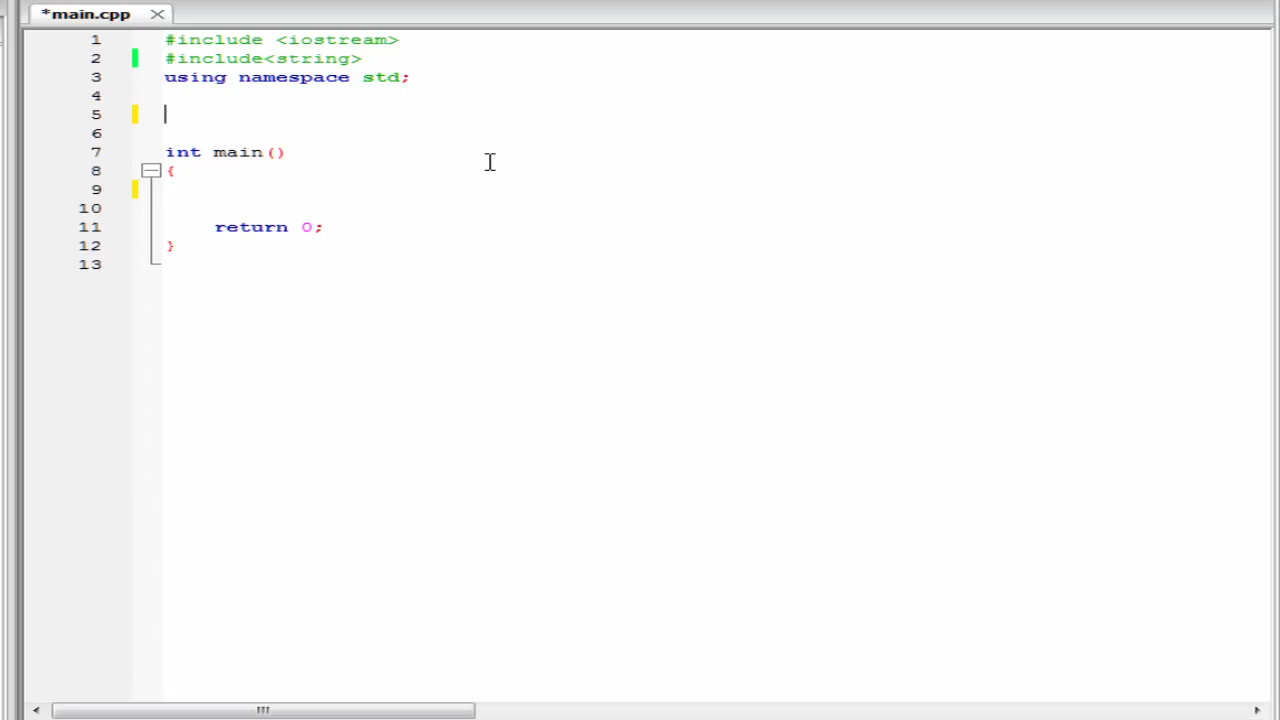 *main.cpp
1 #include <iostream>
2 #include<string>
3 using namespace std;
4
5
6
7 int main()
8 {
9
10
11 return 0;
12 }
13